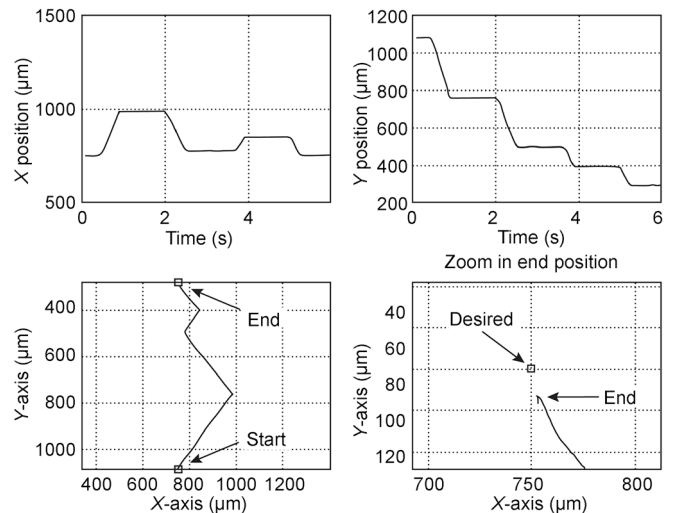 1500
1000
500
0
2
4
X position (μm)
Time (s)
1200
1000
800
600
400
200
0
2
4
6
Y position (μm)
Time (s)
400
600
800
1000
400 600 800 1000 1200
Y-axis (μm)
X-axis (μm)
End
Start
Zoom in end position
40
60
80
100
120
700
750
800
Y-axis (μm)
X-axis (μm)
Desired
End